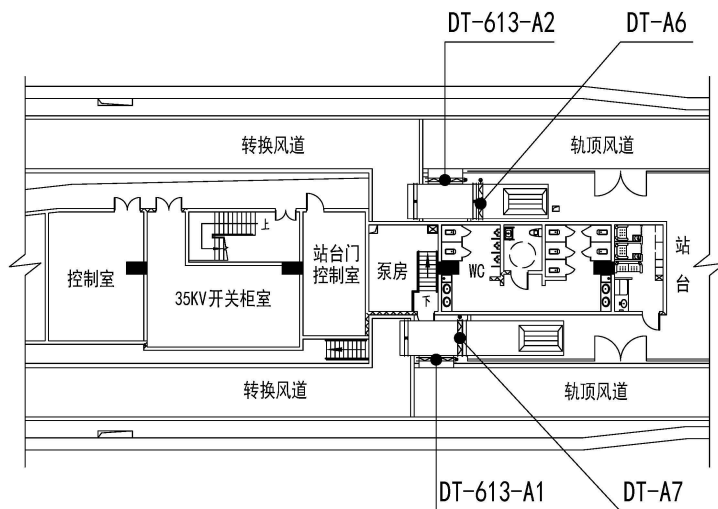 DT-613-A2
DT-A6
转换风道
轨顶风道
上
控制室
35KV开关柜室
站台门
控制室
泵房
下
WC
站台
转换风道
轨顶风道
DT-613-A1
DT-A7